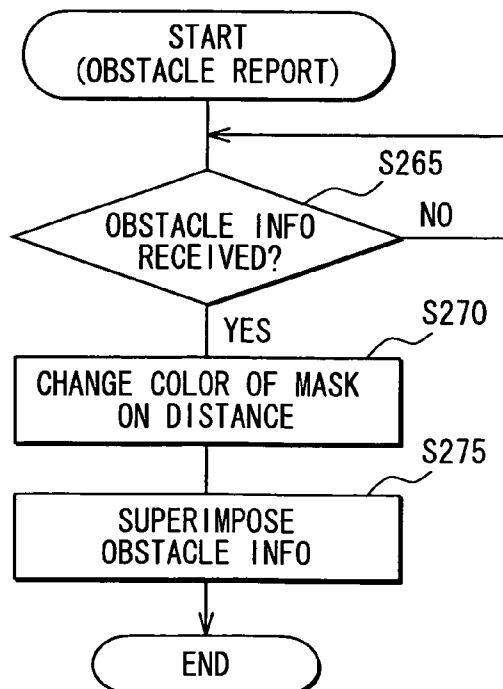 START
(OBSTACLE REPORT)
S265
OBSTACLE INFO
RECEIVED?
NO
YES
S270
CHANGE COLOR OF MASK
ON DISTANCE
S275
SUPERIMPOSE
OBSTACLE INFO
END